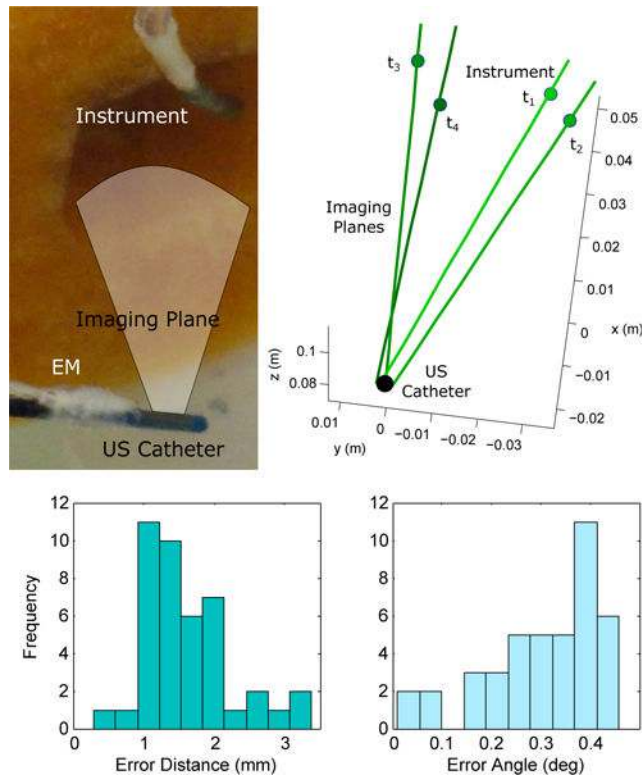 Instrument
Imaging Plane
EM
US Catheter
t3
t4
Instrument
t1
t2
Imaging
Planes
US
Catheter
0.05
0.04
0.03
0.02
0.01
0
−0.01
−0.02
x (m)
z (m)
0.1
0.08
0.01
0
−0.01
−0.02
−0.03
y (m)
Frequency
12
10
8
6
4
2
0
0
1
2
3
Error Distance (mm)
12
10
8
6
4
2
0
0
0.1
0.2
0.3
0.4
Error Angle (deg)